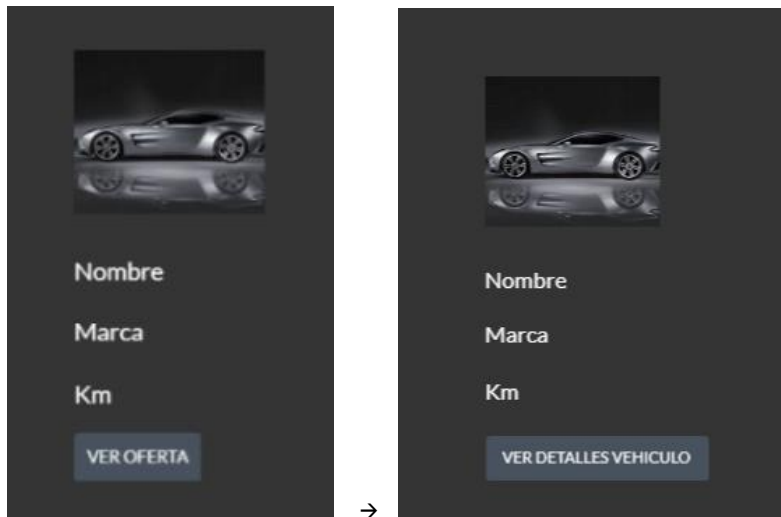 Nombre
Marca
Km
VER OFERTA
→
Nombre
Marca
Km
VER DETALLES VEHICULO